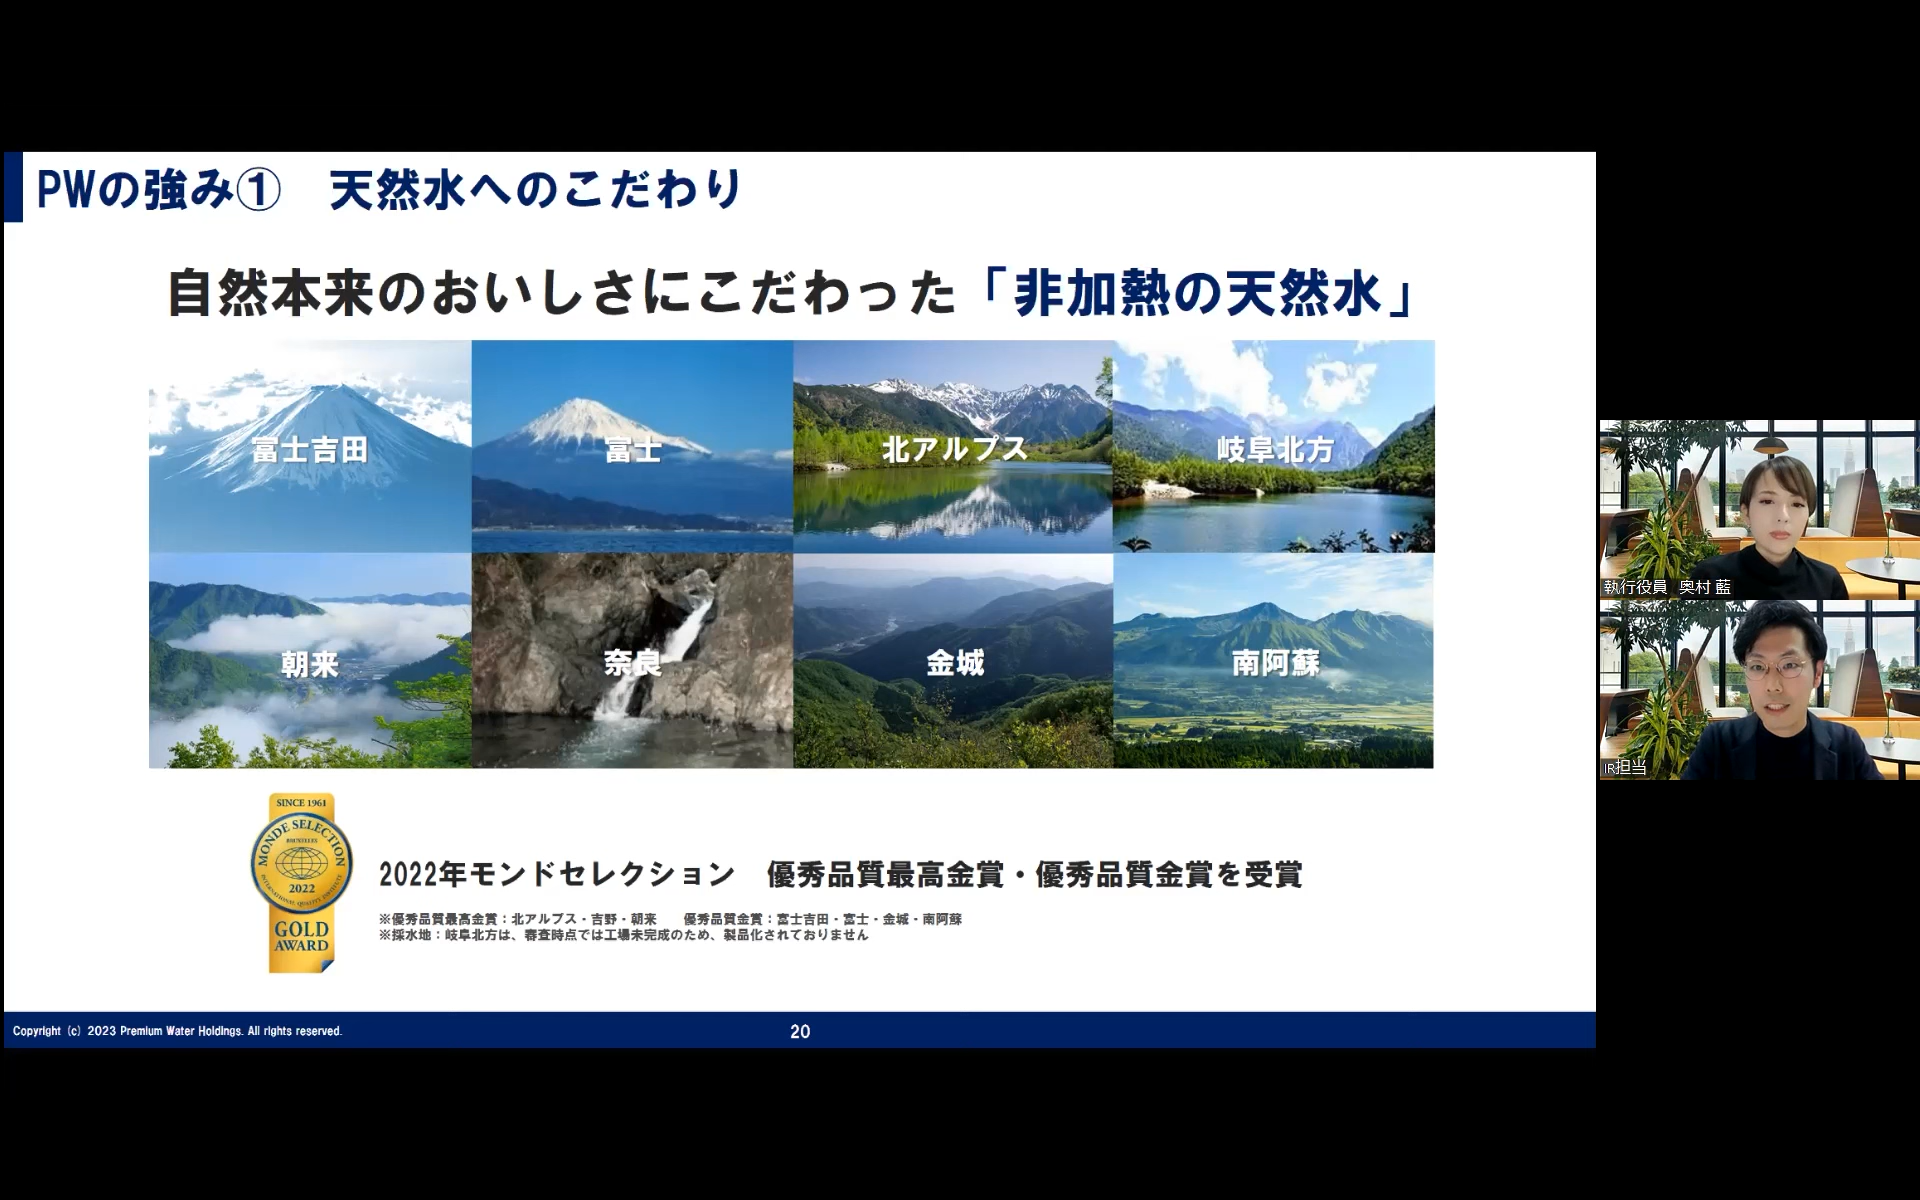 PWの強み① 天然水へのこだわり
自然本来のおいしさにこだわった「非加熱の天然水」
富士吉田
富士
北アルプス
岐阜北方
朝来
奈良
金城
南阿蘇
SINCE 1961
MONDE SELECTION
BRUXELLES
INTERNATIONAL QUALITY INSTITUTE
2022
GOLD
AWARD
2022年モンドセレクション 優秀品質最高金賞・優秀品質金賞を受賞
※優秀品質最高金賞：北アルプス・吉野・朝来 優秀品質金賞：富士吉田・富士・金城・南阿蘇
※採水地：岐阜北方は、審査時点では工場未完成のため、製品化されておりません
Copyright (c) 2023 Premium Water Holdings. All rights reserved.
20
執行役員 奥村 藍
IR担当